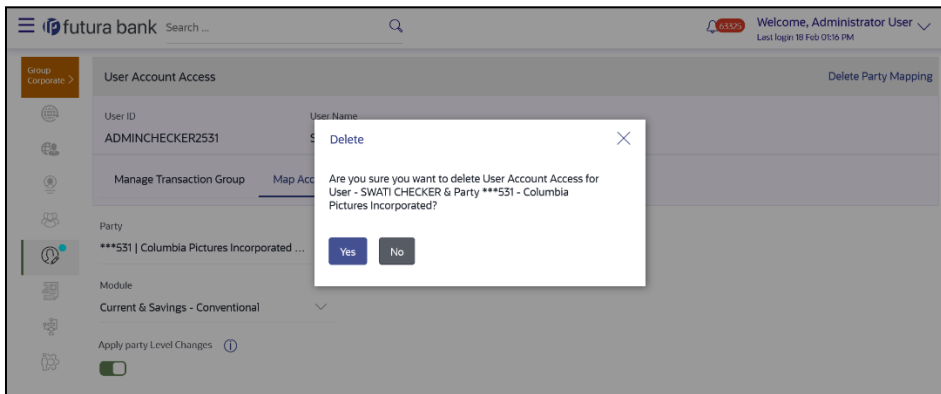 futura bank Search ... 63325 Welcome, Administrator User
Last login 18 Feb 01:16 PM
Group
Corporate >
User Account Access Delete Party Mapping
User ID User Name
ADMINCHECKER2531 S
Delete
Are you sure you want to delete User Account Access for
User - SWATI CHECKER & Party ***531 - Columbia
Pictures Incorporated?
Yes No
Manage Transaction Group Map Acc
Party
***531 | Columbia Pictures Incorporated ...
Module
Current & Savings - Conventional
Apply party Level Changes